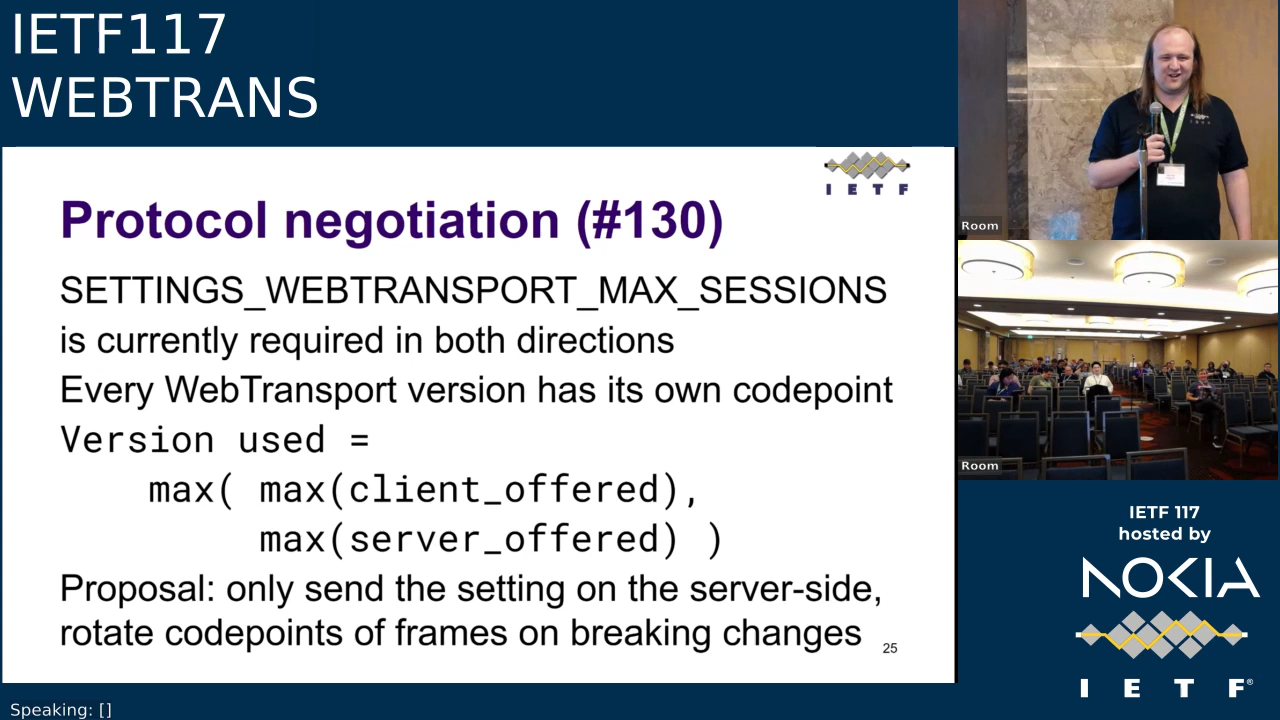 IETF117
WEBTRANS
I E T F
Protocol negotiation (#130)
SETTINGS_WEBTRANSPORT_MAX_SESSIONS
is currently required in both directions
Every WebTransport version has its own codepoint
Version used =
max( max(client_offered),
max(server_offered) )
Proposal: only send the setting on the server-side,
rotate codepoints of frames on breaking changes
25
Room
Room
IETF 117
hosted by
NOKIA
I E T F®
Speaking: []